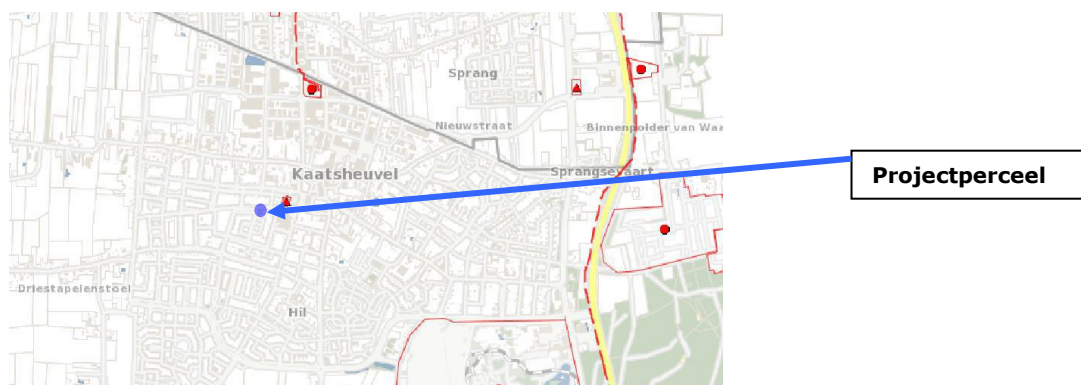 Sprang
Nieuwstraat
Binnenpolder van Waa
Kaatsheuvel
Sprangsevaart
Projectperceel
Driestapelenstoel
Hil